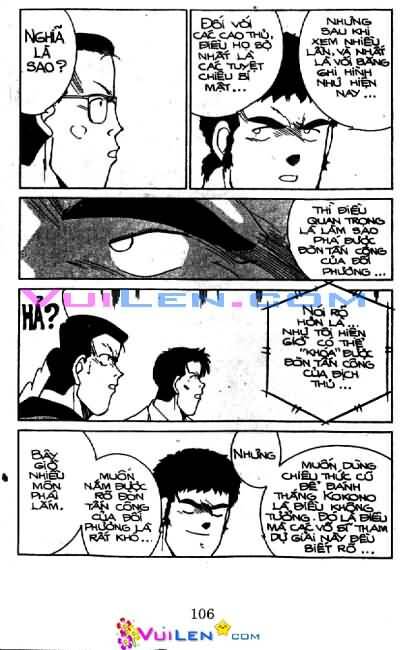 NGHĨA
LÀ
SAO?
ĐỐI VỚI
CÁC CAO THỦ,
ĐIỀU HỌ SỢ
NHẤT LÀ
CÁC TUYỆT
CHIÊU BÍ
MẬT...
NHƯNG
SAU KHI
XEM NHIỀU
LẦN, VÀ NHẤT
LÀ VỚI BĂNG
GHI HÌNH
NHƯ HIỆN
NAY...
THÌ ĐIỀU
QUAN TRỌNG
LÀ LÀM SAO
PHÁ ĐƯỢC
ĐÒN TẤN CÔNG
CỦA ĐỐI
PHƯƠNG...
VuiLen.com
HẢ?
NÓI RÕ
HƠN LÀ...
NHƯ TÔI HIỆN
GIỜ CÓ THỂ
"KHÓA" ĐƯỢC
ĐÒN TẤN CÔNG
CỦA ĐỊCH
THỦ...
BÂY
GIỜ
NHIỀU
MÔN
PHÁI
LẮM.
MUỐN
NẮM ĐƯỢC
RÕ ĐÒN
TẤN CÔNG
CỦA ĐỐI
PHƯƠNG LÀ
RẤT KHÓ...
NHƯNG
MUỐN DÙNG
CHIÊU THỨC CŨ
ĐỂ ĐÁNH
THẮNG KOKONO
LÀ ĐIỀU KHÔNG
TƯỞNG. ĐÓ LÀ ĐIỀU
MÀ CÁC VÕ SĨ THAM
DỰ GIẢI NÀY ĐỀU
BIẾT RÕ...
106
VuiLen.com